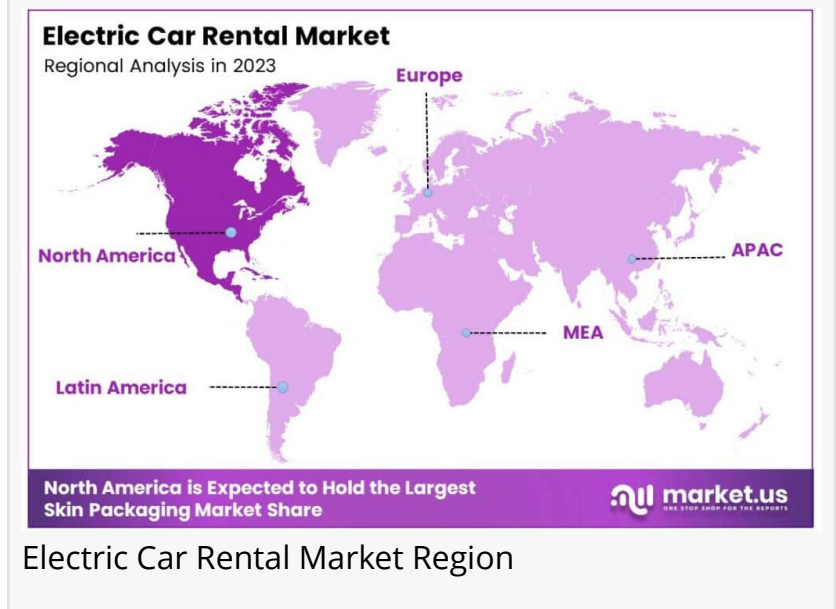 Electric Car Rental Market
Regional Analysis in 2023
Europe
North America
APAC
MEA
Latin America
North America is Expected to Hold the Largest
Skin Packaging Market Share
market.us
ONE STOP SHOP FOR THE REPORTS
Electric Car Rental Market Region